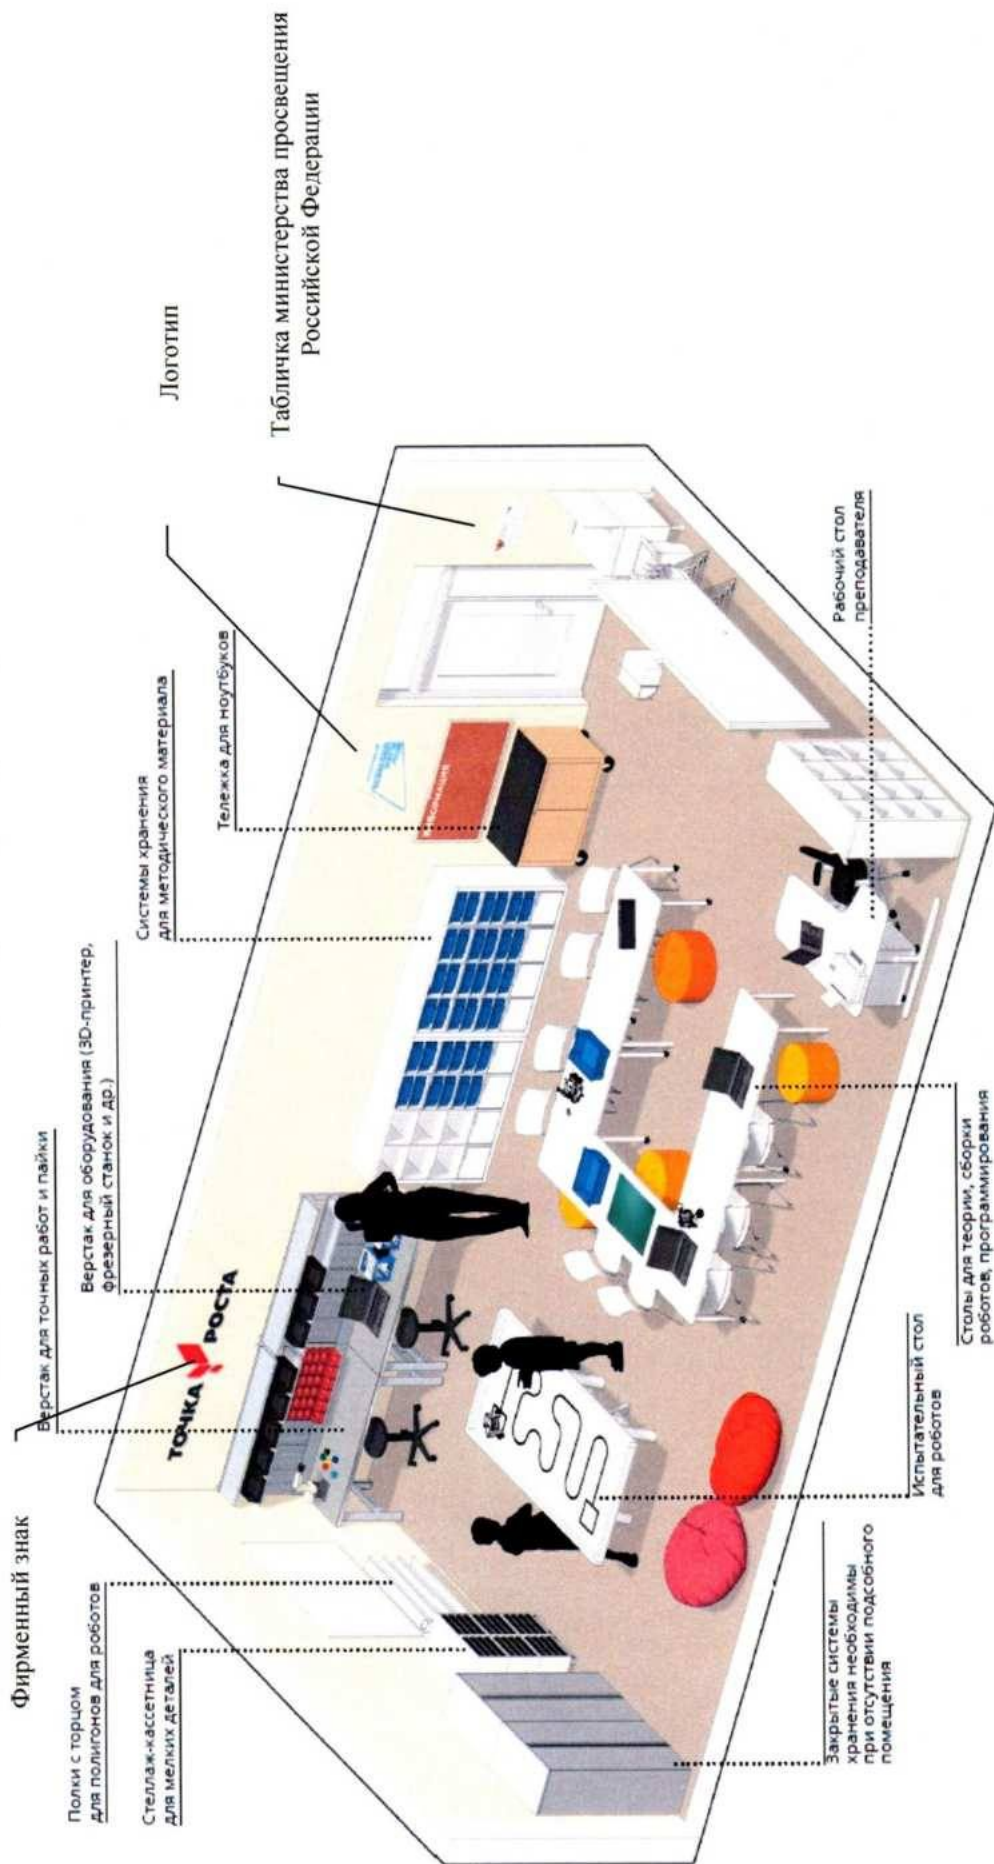 Фирменный знак
Логотип
Табличка министерства просвещения
Российской Федерации
Полки с торцом
для полигонов для роботов
Стеллаж-кассетница
для мелких деталей
Верстак для точных работ и пайки
Верстак для оборудования (3D-принтер,
фрезерный станок и др.)
Системы хранения
для методического материала
Тележка для ноутбуков
ТОЧКА РОСТА
ИНФОРМАЦИЯ
Закрытые системы
хранения необходимы
при отсутствии подсобного
помещения
Испытательный стол
для роботов
Столы для теории, сборки
роботов, программирования
Рабочий стол
преподавателя